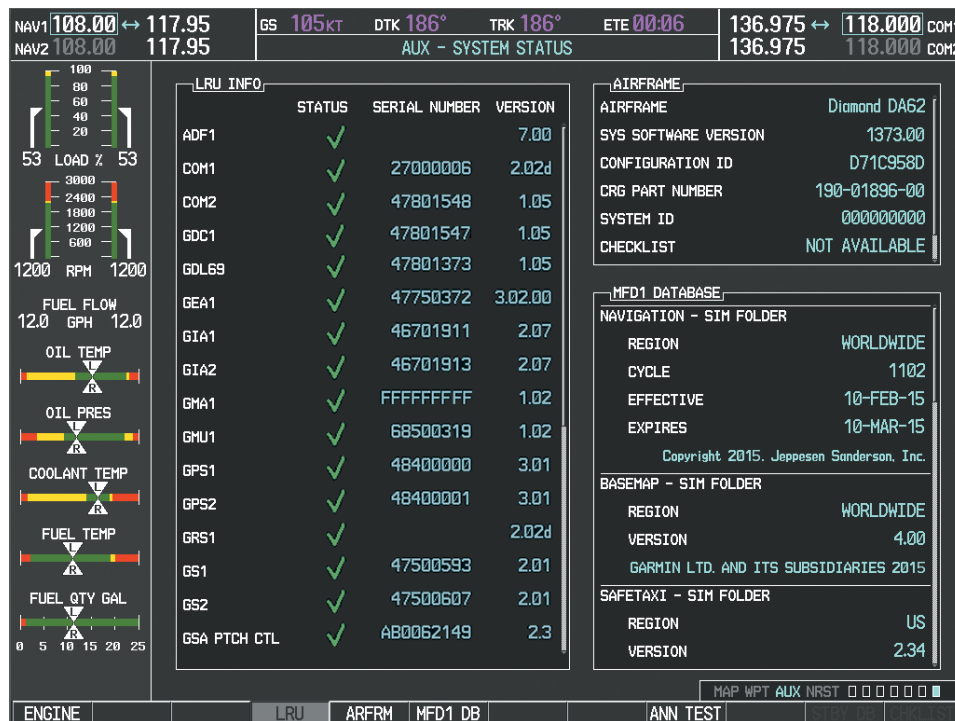 NAV1 108.00 ↔ 117.95
NAV2 108.00 117.95
GS 105KT DTK 186° TRK 186° ETE 00:06
AUX - SYSTEM STATUS
136.975 ↔ 118.000 COM1
136.975 118.000 COM2
100
80
60
40
20
53 LOAD % 53
3000
2400
1800
1200
600
1200 RPM 1200
FUEL FLOW
12.0 GPH 12.0
OIL TEMP
L
R
OIL PRES
L
R
COOLANT TEMP
L
R
FUEL TEMP
L
R
FUEL QTY GAL
L
R
0 5 10 15 20 25
LRU INFO
STATUS SERIAL NUMBER VERSION
ADF1 7.00
COM1 27000006 2.02d
COM2 47801548 1.05
GDC1 47801547 1.05
GDL69 47801373 1.05
GEA1 47750372 3.02.00
GIA1 46701911 2.07
GIA2 46701913 2.07
GMA1 FFFFFFFFF 1.02
GMU1 68500319 1.02
GPS1 48400000 3.01
GPS2 48400001 3.01
GRS1 2.02d
GS1 47500593 2.01
GS2 47500607 2.01
GSA PTCH CTL AB0062149 2.3
AIRFRAME
AIRFRAME Diamond DA62
SYS SOFTWARE VERSION 1373.00
CONFIGURATION ID D71C958D
CRG PART NUMBER 190-01896-00
SYSTEM ID 000000000
CHECKLIST NOT AVAILABLE
MFD1 DATABASE
NAVIGATION - SIM FOLDER
REGION WORLDWIDE
CYCLE 1102
EFFECTIVE 10-FEB-15
EXPIRES 10-MAR-15
Copyright 2015. Jeppesen Sanderson, Inc.
BASEMAP - SIM FOLDER
REGION WORLDWIDE
VERSION 4.00
GARMIN LTD. AND ITS SUBSIDIARIES 2015
SAFETAXI - SIM FOLDER
REGION US
VERSION 2.34
MAP WPT AUX NRST
ENGINE LRU ARFRM MFD1 DB ANN TEST STBY DB CHKLIST